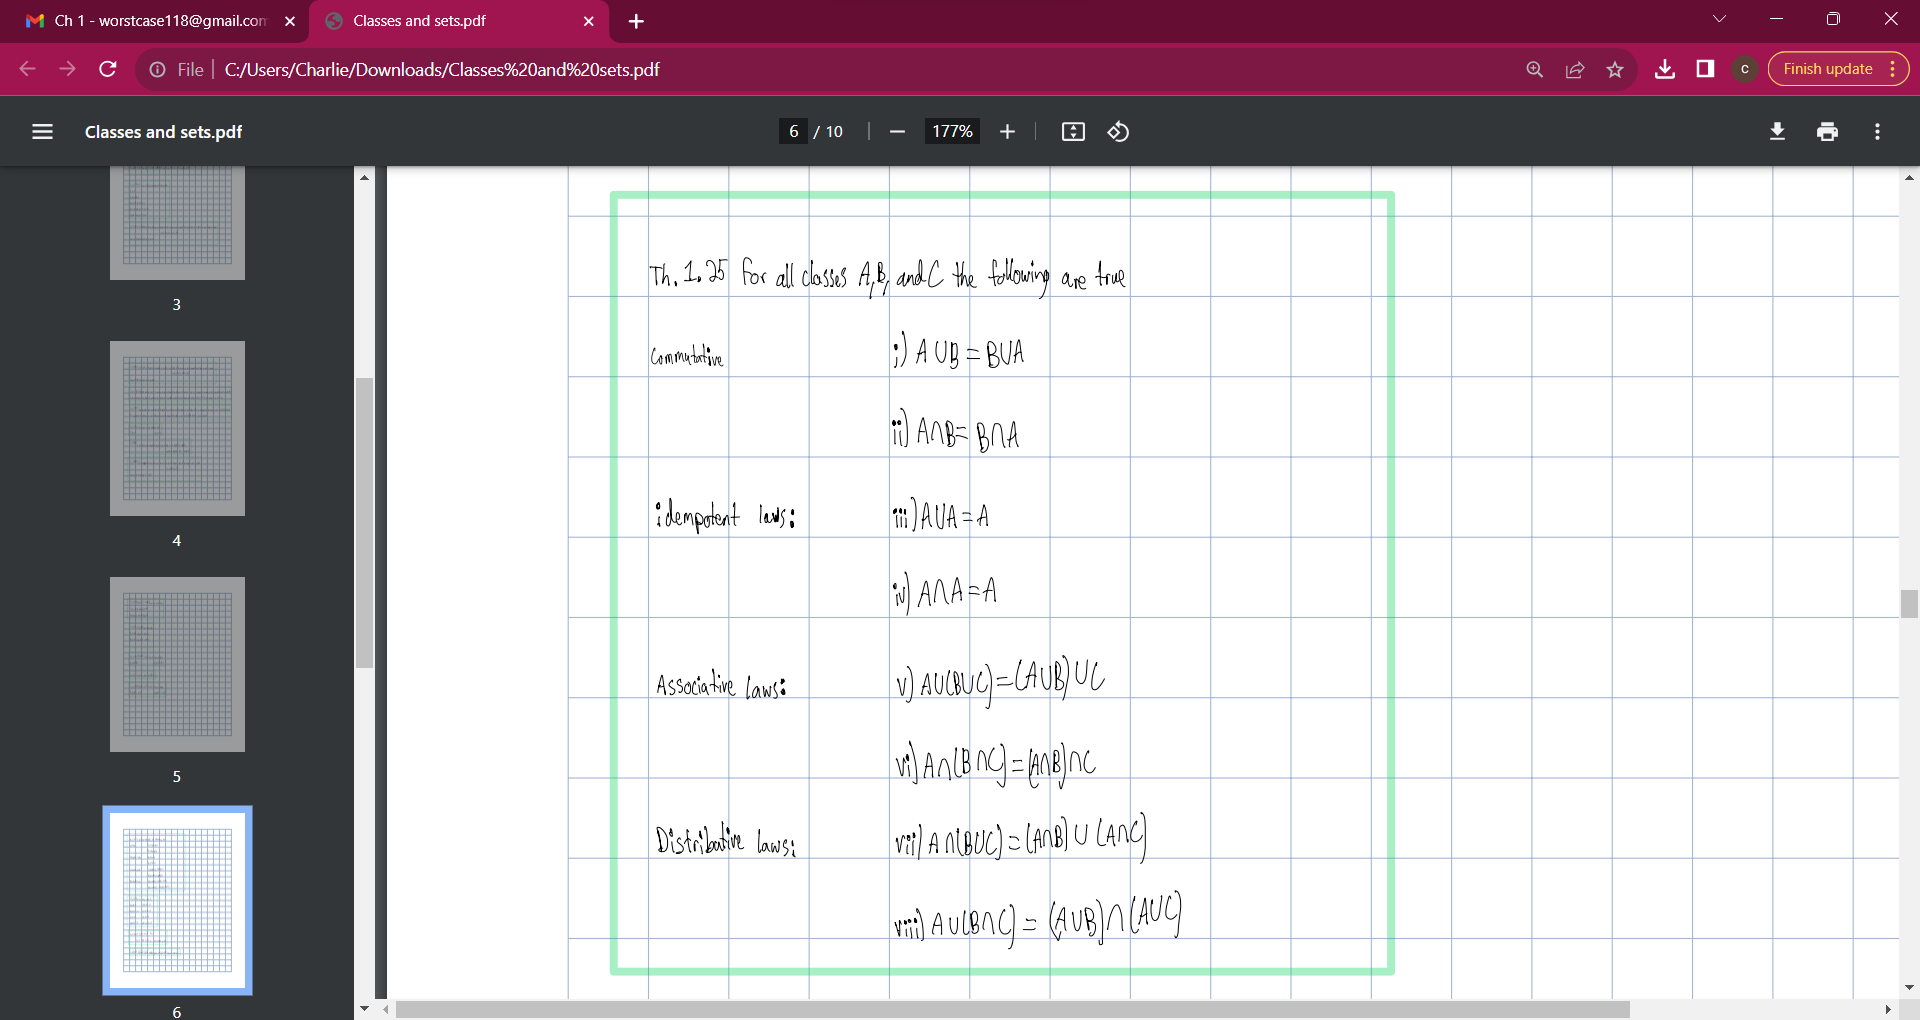 Ch 1 - worstcase118@gmail.com
Classes and sets.pdf
File
C:/Users/Charlie/Downloads/Classes%20and%20sets.pdf
C
Finish update
Classes and sets.pdf
6 / 10
177%
3
4
5
6
Th. 1.25 For all classes A, B, and C the following are true
Commutative i) A∪B = B∪A
ii) A∩B = B∩A
idempotent laws: iii) A∪A = A
iv) A∩A = A
Associative laws: v) A∪(B∪C) = (A∪B)∪C
vi) A∩(B∩C) = (A∩B)∩C
Distributive laws: vii) A∩(B∪C) = (A∩B)∪(A∩C)
viii) A∪(B∩C) = (A∪B)∩(A∪C)